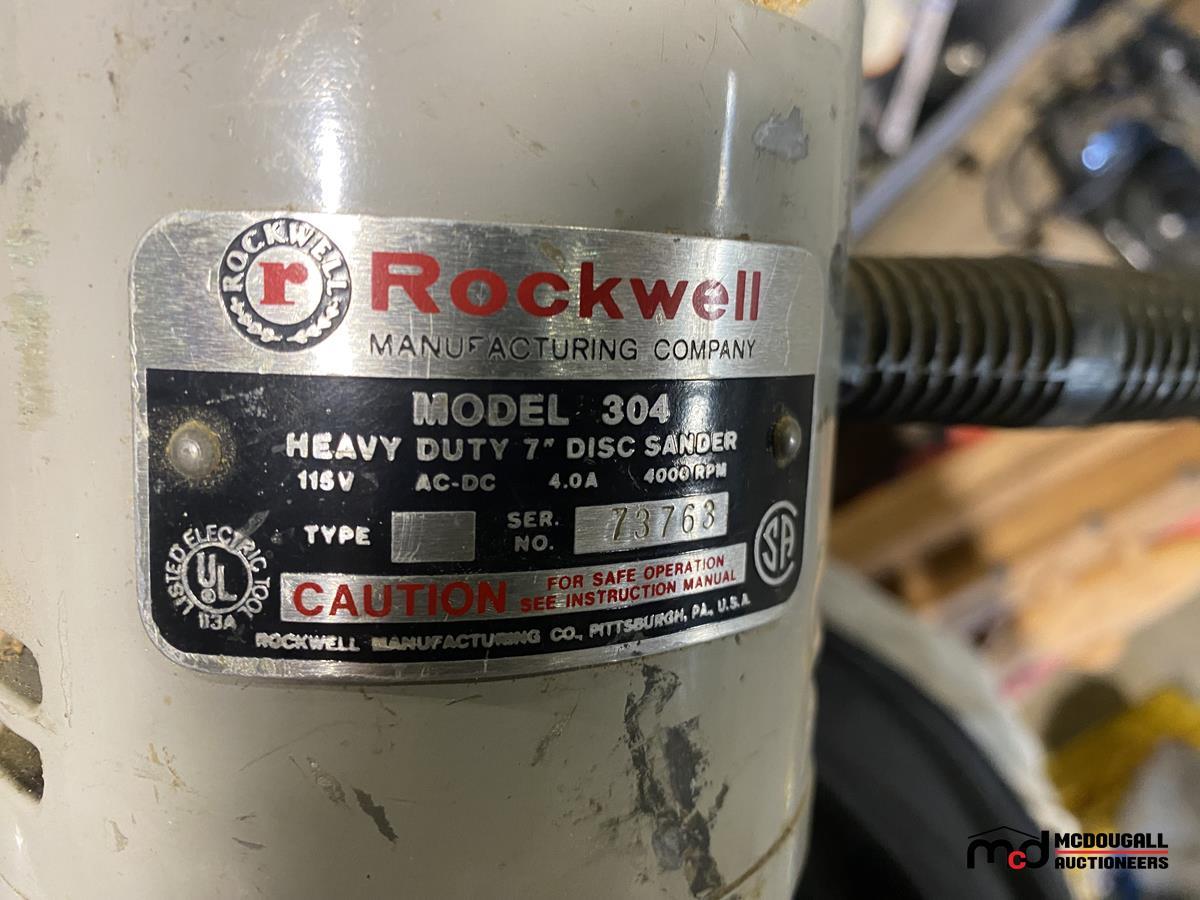 ROCKWELL
r
Rockwell
MANUFACTURING COMPANY
MODEL 304
HEAVY DUTY 7" DISC SANDER
115V AC-DC 4.0A 4000 RPM
TYPE
SER. NO. 73763
LISTED ELECTRIC TOOL
UL
113A
SA
CAUTION FOR SAFE OPERATION
SEE INSTRUCTION MANUAL
ROCKWELL MANUFACTURING CO., PITTSBURGH, PA., U.S.A.
mcd MCDOUGALL
AUCTIONEERS